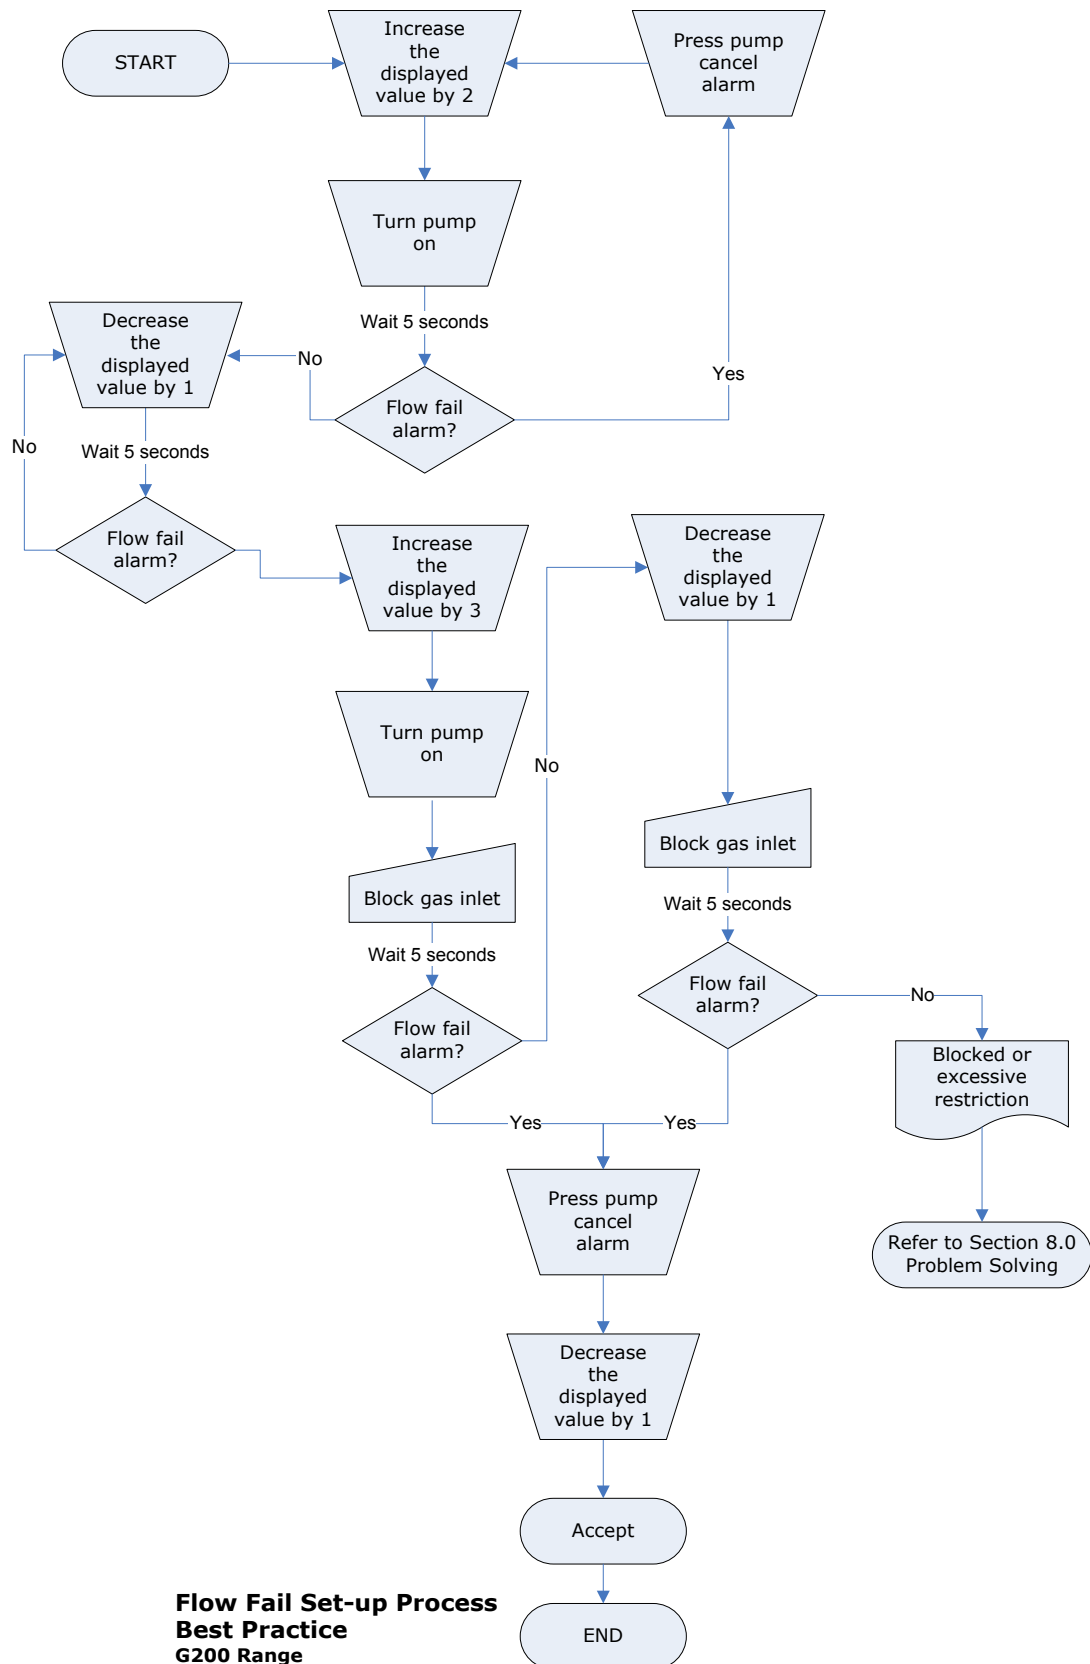 START
Increase
the
displayed
value by 2
Press pump
cancel
alarm
Turn pump
on
Wait 5 seconds
Flow fail
alarm?
Yes
No
Decrease
the
displayed
value by 1
Wait 5 seconds
No
Flow fail
alarm?
Increase
the
displayed
value by 3
Turn pump
on
Block gas inlet
Wait 5 seconds
Flow fail
alarm?
No
Decrease
the
displayed
value by 1
Block gas inlet
Wait 5 seconds
Flow fail
alarm?
No
Blocked or
excessive
restriction
Refer to Section 8.0
Problem Solving
Yes
Yes
Press pump
cancel
alarm
Decrease
the
displayed
value by 1
Accept
END
Flow Fail Set-up Process
Best Practice
G200 Range